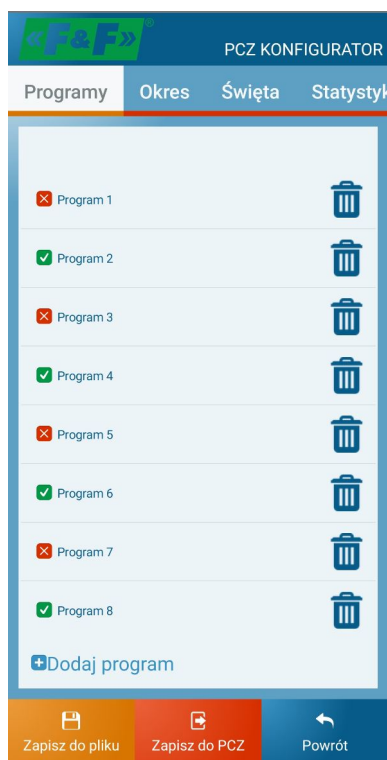 «F&F»®
PCZ KONFIGURATOR
Programy Okres Święta Statystyk
Program 1
Program 2
Program 3
Program 4
Program 5
Program 6
Program 7
Program 8
Dodaj program
Zapisz do pliku Zapisz do PCZ Powrót